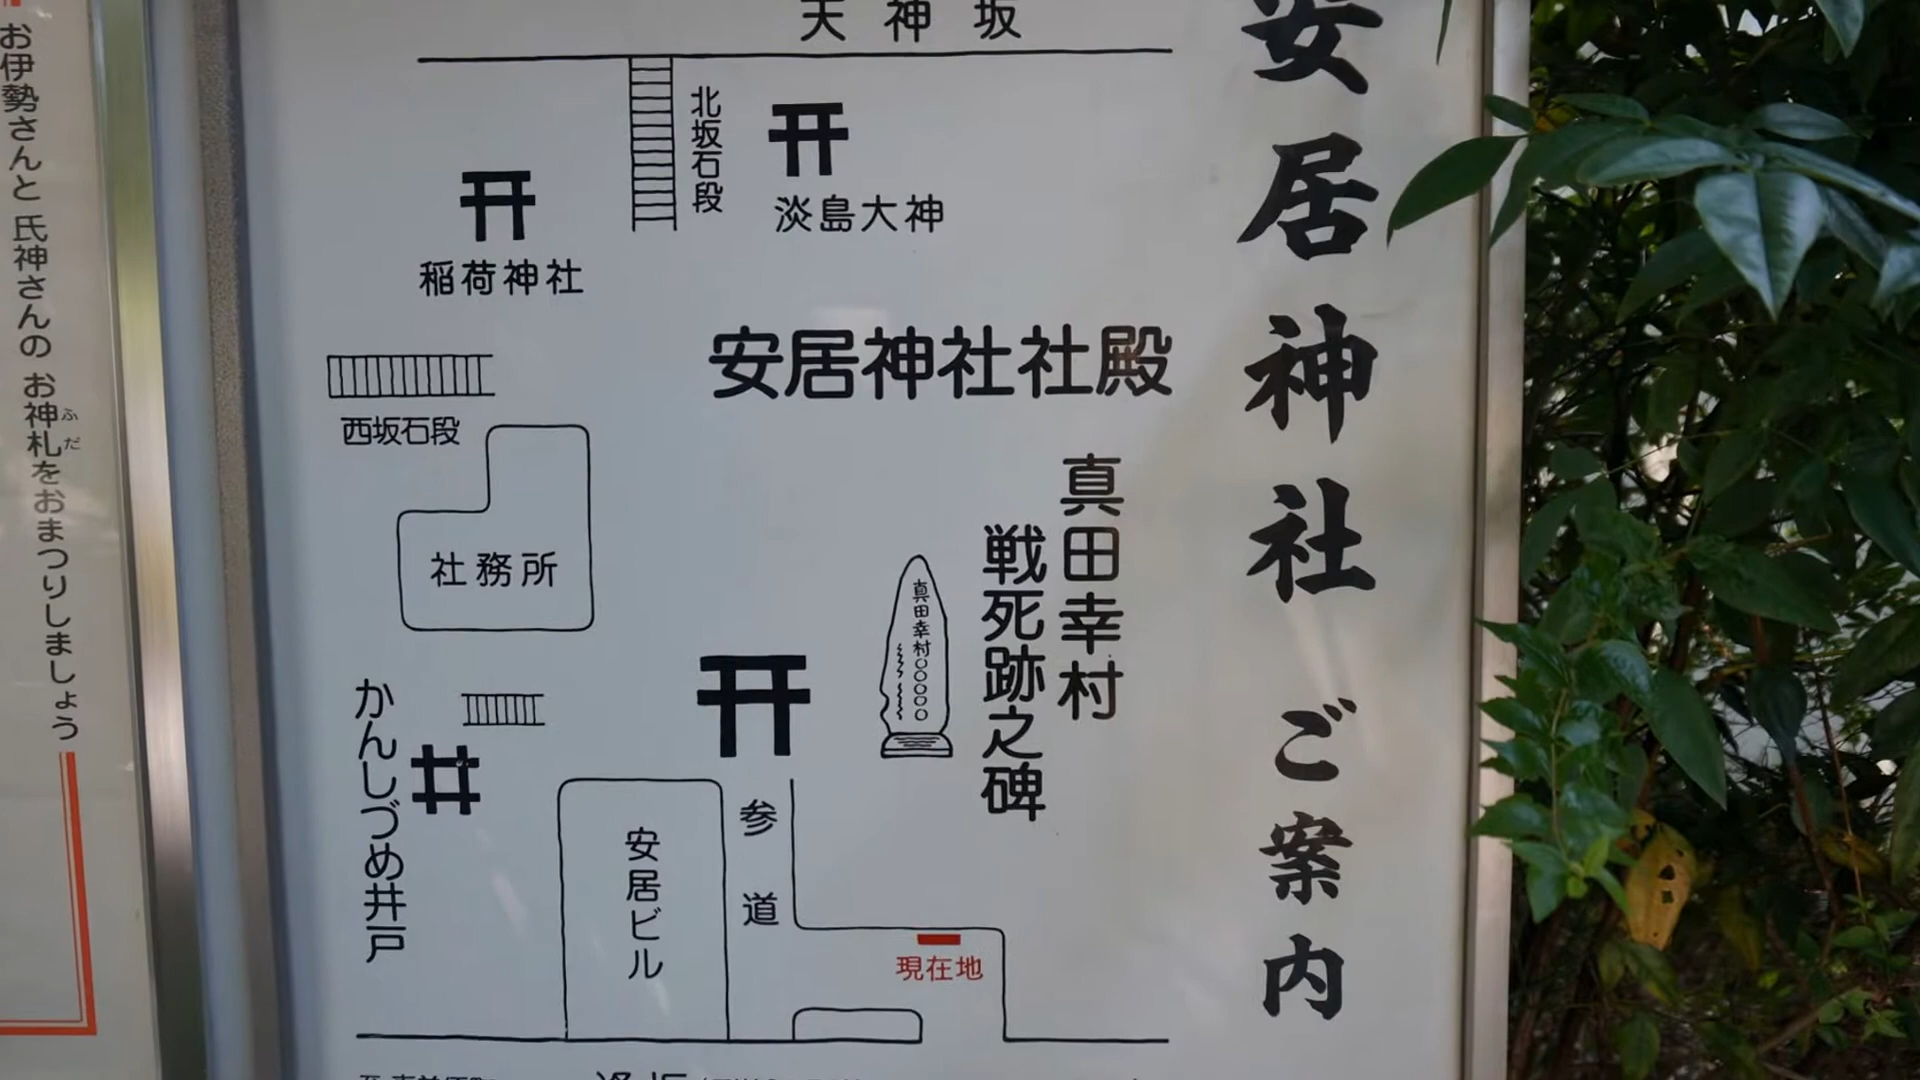 お伊勢さんと 氏神さんの お神札をおまつりしましょう
ふだ
安居神社 ご案内
天神坂
北坂石段
淡島大神
稲荷神社
安居神社社殿
西坂石段
社務所
真田幸村
戦死跡之碑
真田幸村○○○○○
かんしづめ井戸
参道
安居ビル
現在地
逢坂